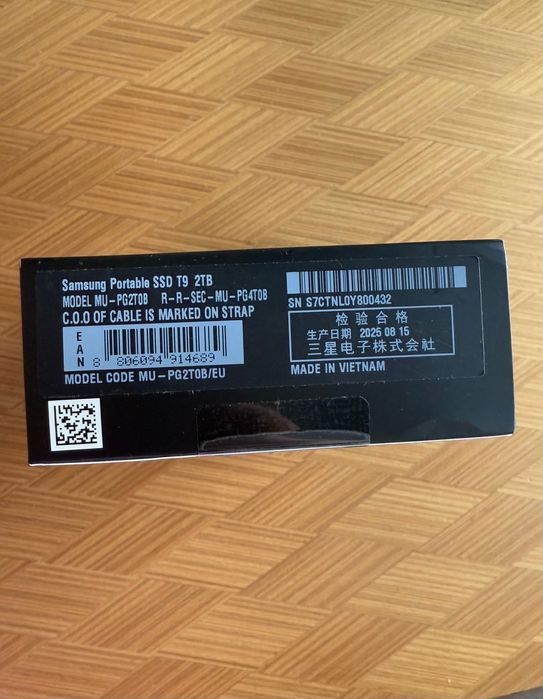 Samsung Portable SSD T9 2TB
MODEL MU-PG2T0B R-R-SEC-MU-PG4T0B
C.O.O OF CABLE IS MARKED ON STRAP
EAN
8 806094 914689
MODEL CODE MU-PG2T0B/EU
SN S7CTNL0Y800432
检验合格
生产日期 2025 08 15
三星电子株式会社
MADE IN VIETNAM